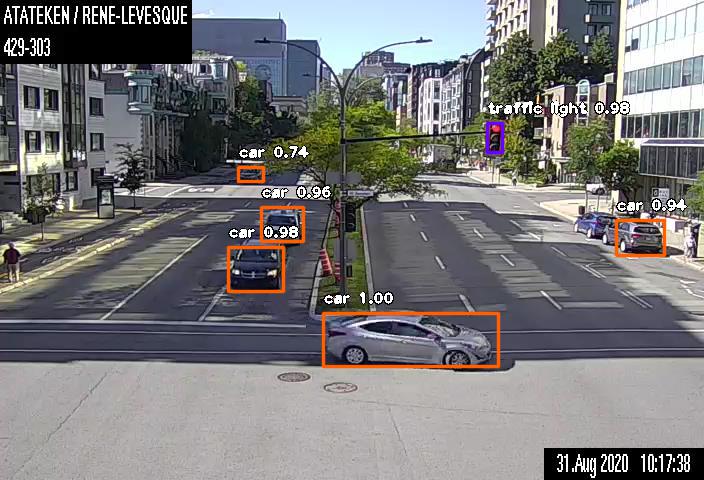 ATATEKEN / RENE-LEVESQUE
429-303
traffic light 0.98
car 0.74
car 0.96
car 0.94
car 0.98
car 1.00
31.Aug 2020 10:17:38